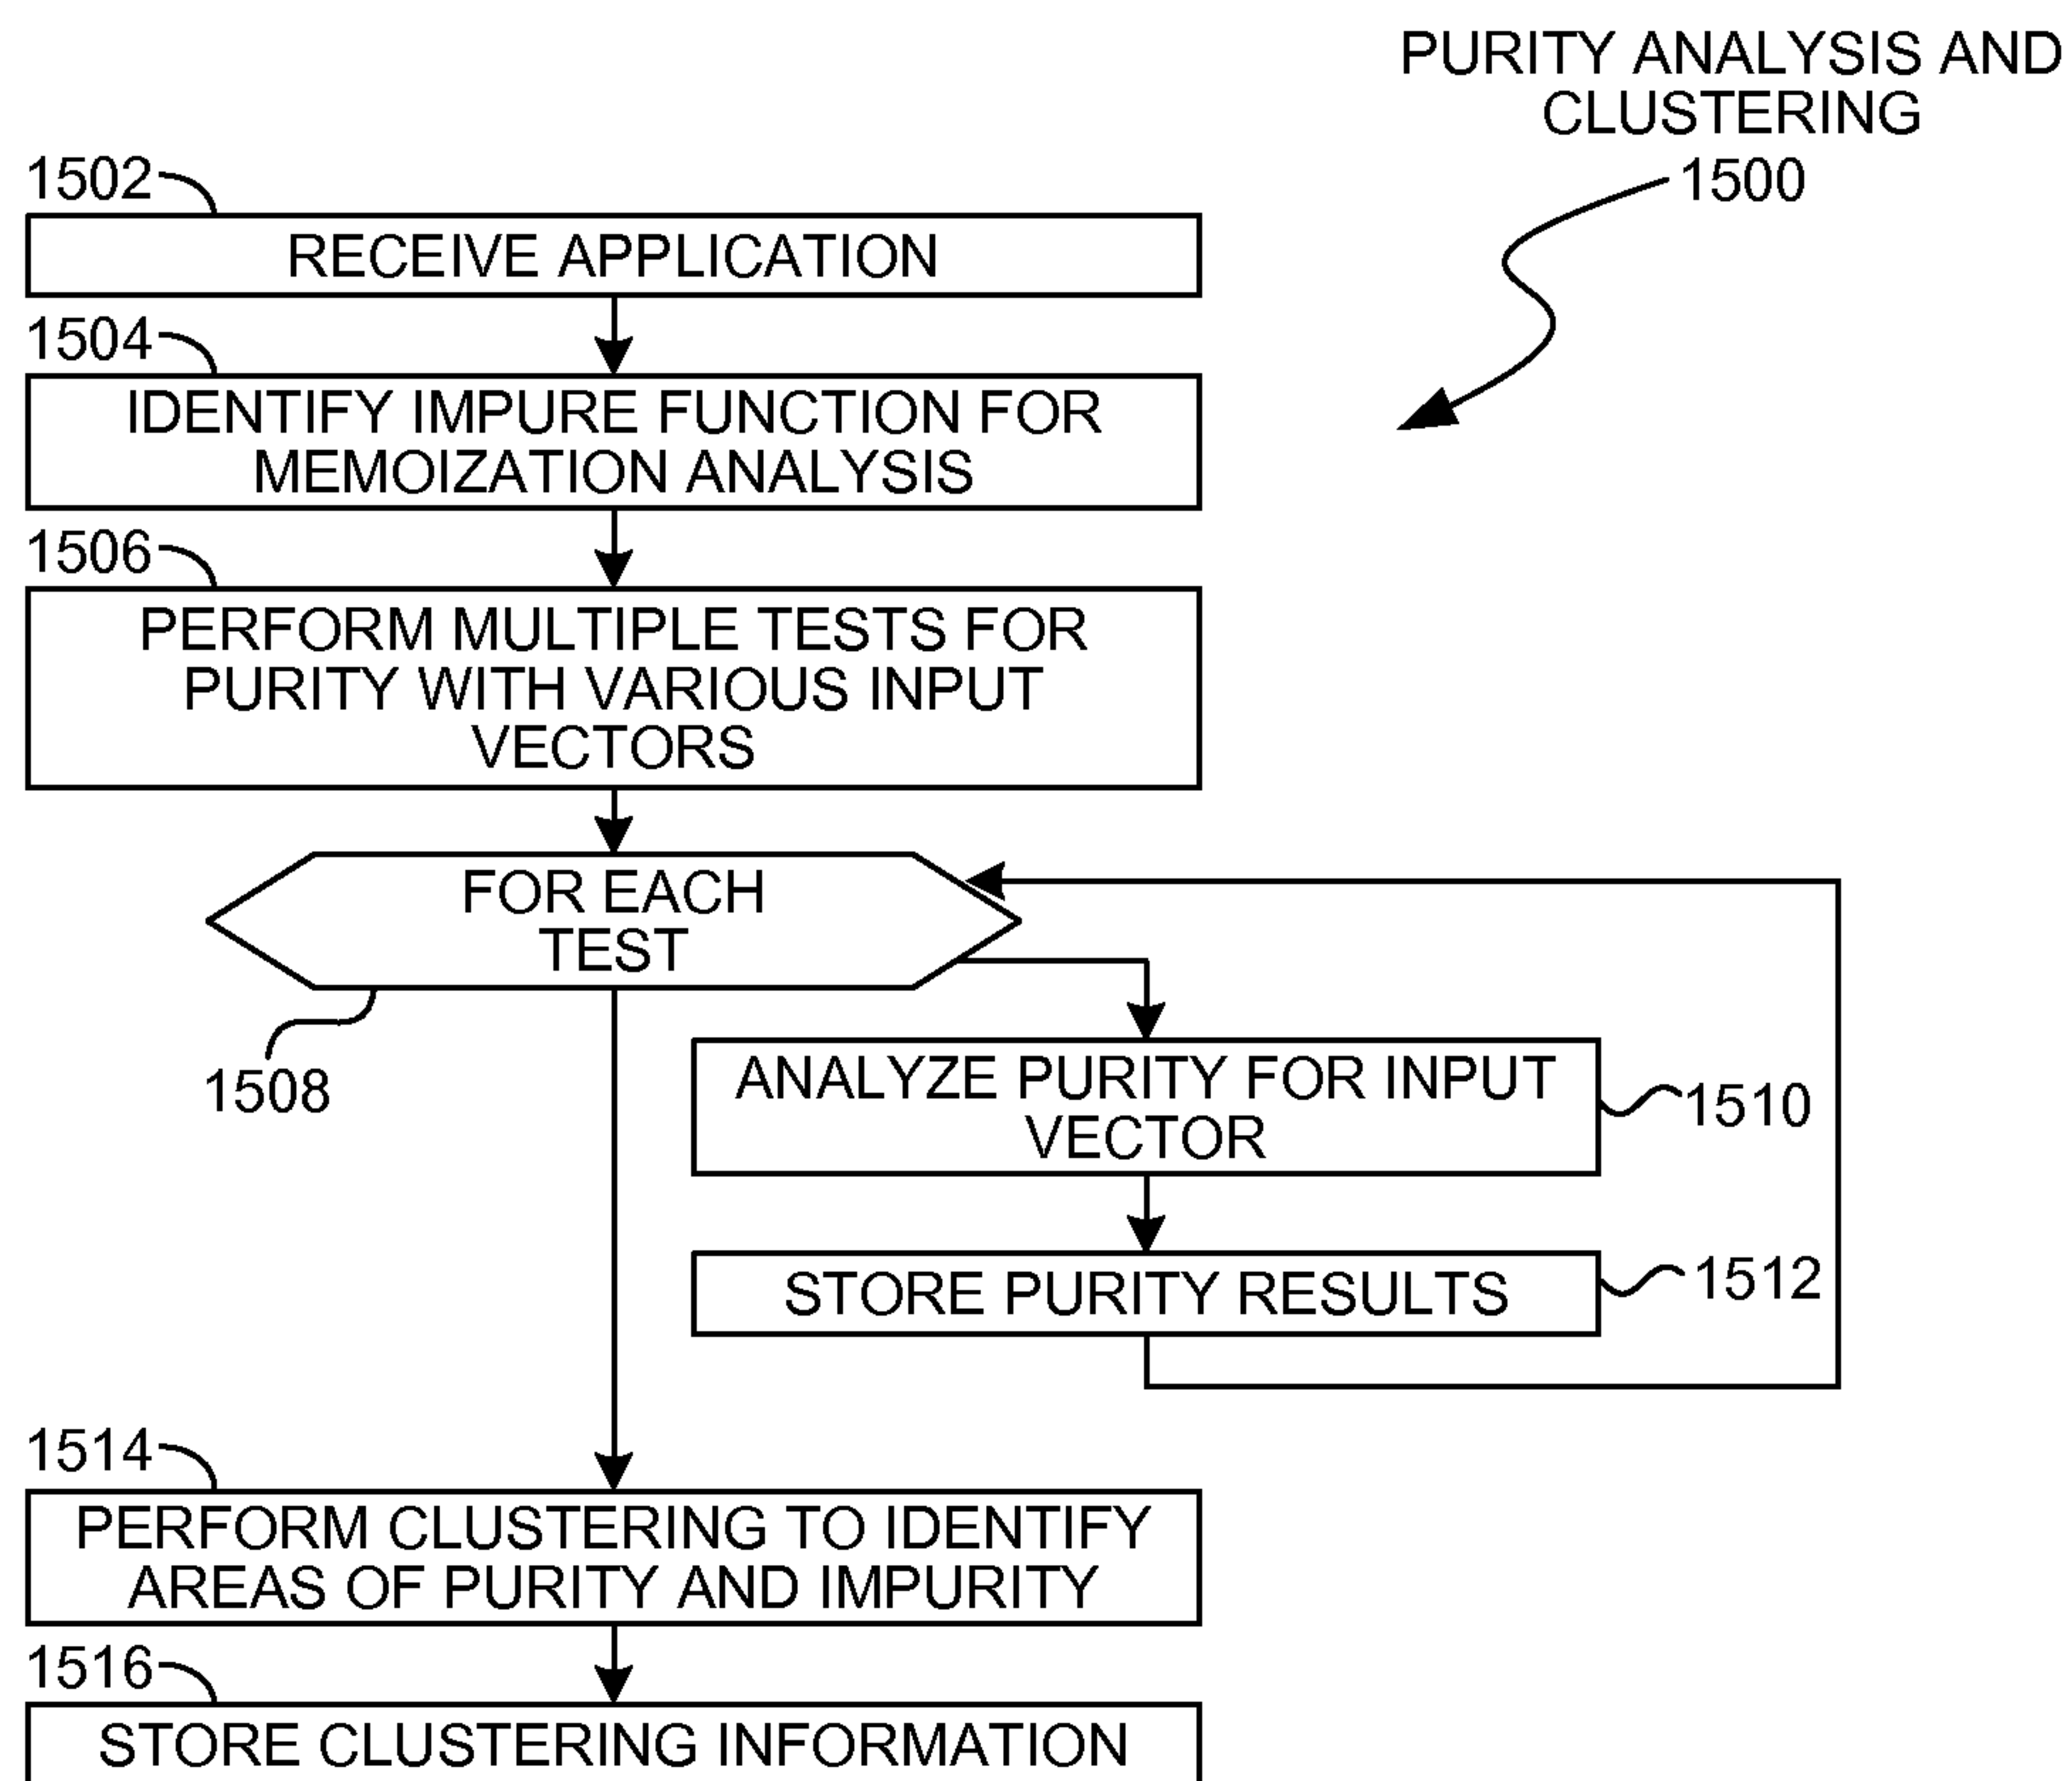 PURITY ANALYSIS AND
CLUSTERING
1500
1502
RECEIVE APPLICATION
1504
IDENTIFY IMPURE FUNCTION FOR
MEMOIZATION ANALYSIS
1506
PERFORM MULTIPLE TESTS FOR
PURITY WITH VARIOUS INPUT
VECTORS
FOR EACH
TEST
1508
ANALYZE PURITY FOR INPUT
VECTOR
1510
STORE PURITY RESULTS
1512
1514
PERFORM CLUSTERING TO IDENTIFY
AREAS OF PURITY AND IMPURITY
1516
STORE CLUSTERING INFORMATION